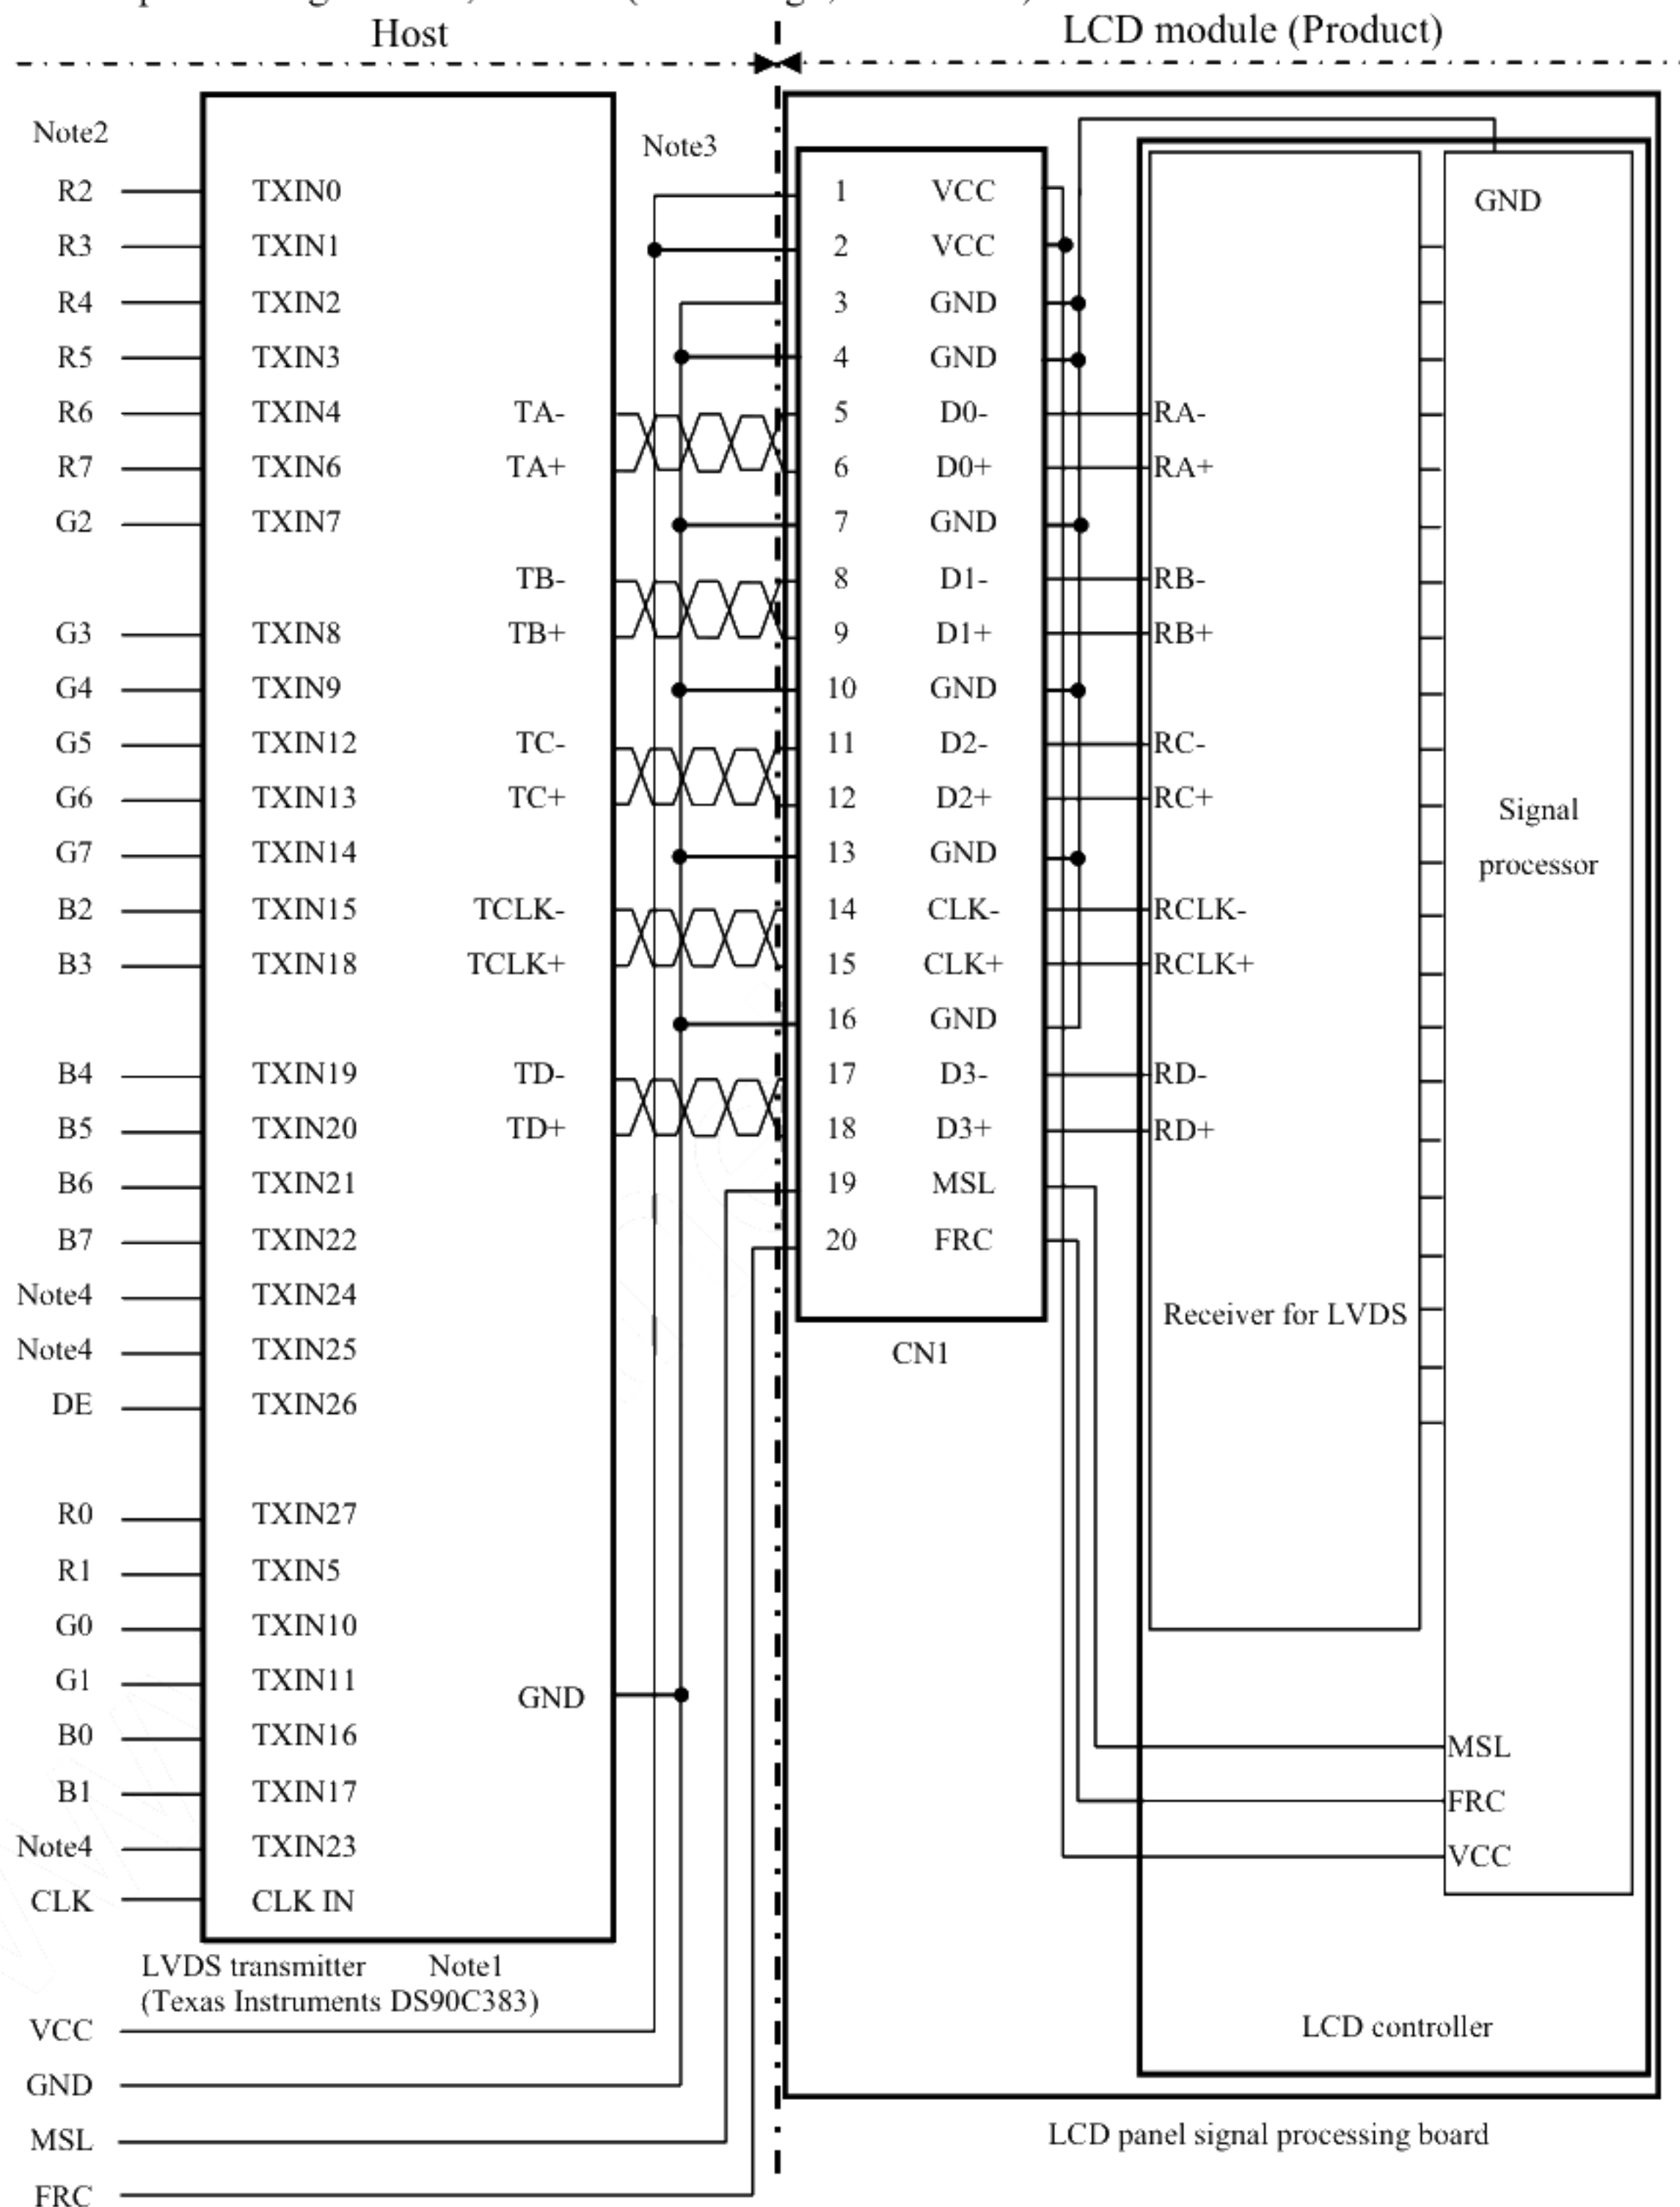 Host
LCD module (Product)
Note2
Note3
R2 TXIN0 1 VCC GND
R3 TXIN1 2 VCC
R4 TXIN2 3 GND
R5 TXIN3 4 GND
R6 TXIN4 TA- 5 D0- RA-
R7 TXIN6 TA+ 6 D0+ RA+
G2 TXIN7 7 GND
TB- 8 D1- RB-
G3 TXIN8 TB+ 9 D1+ RB+
G4 TXIN9 10 GND
G5 TXIN12 TC- 11 D2- RC-
G6 TXIN13 TC+ 12 D2+ RC+ Signal
G7 TXIN14 13 GND processor
B2 TXIN15 TCLK- 14 CLK- RCLK-
B3 TXIN18 TCLK+ 15 CLK+ RCLK+
16 GND
B4 TXIN19 TD- 17 D3- RD-
B5 TXIN20 TD+ 18 D3+ RD+
B6 TXIN21 19 MSL
B7 TXIN22 20 FRC
Note4 TXIN24 Receiver for LVDS
Note4 TXIN25 CN1
DE TXIN26
R0 TXIN27
R1 TXIN5
G0 TXIN10
G1 TXIN11 GND
B0 TXIN16 MSL
B1 TXIN17 FRC
Note4 TXIN23 VCC
CLK CLK IN
LVDS transmitter Note1
(Texas Instruments DS90C383)
VCC LCD controller
GND
MSL LCD panel signal processing board
FRC